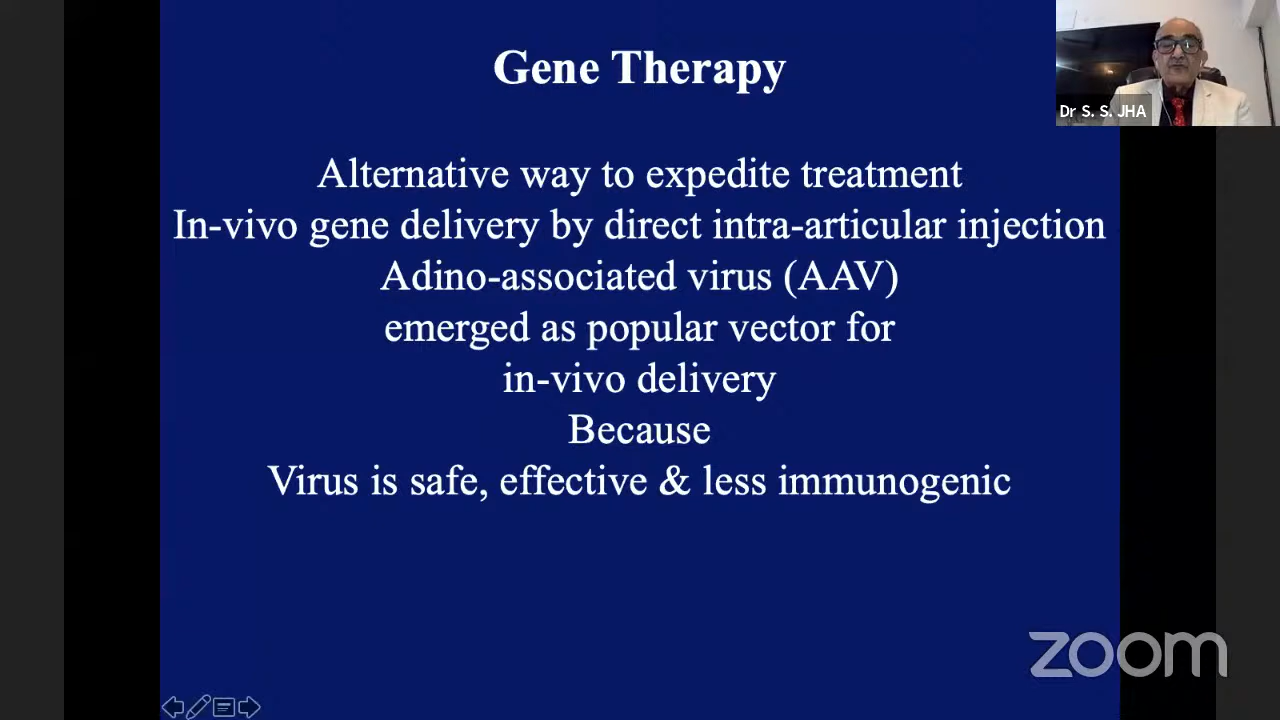 Gene Therapy
Dr S. S. JHA
Alternative way to expedite treatment
In-vivo gene delivery by direct intra-articular injection
Adino-associated virus (AAV)
emerged as popular vector for
in-vivo delivery
Because
Virus is safe, effective & less immunogenic
zoom